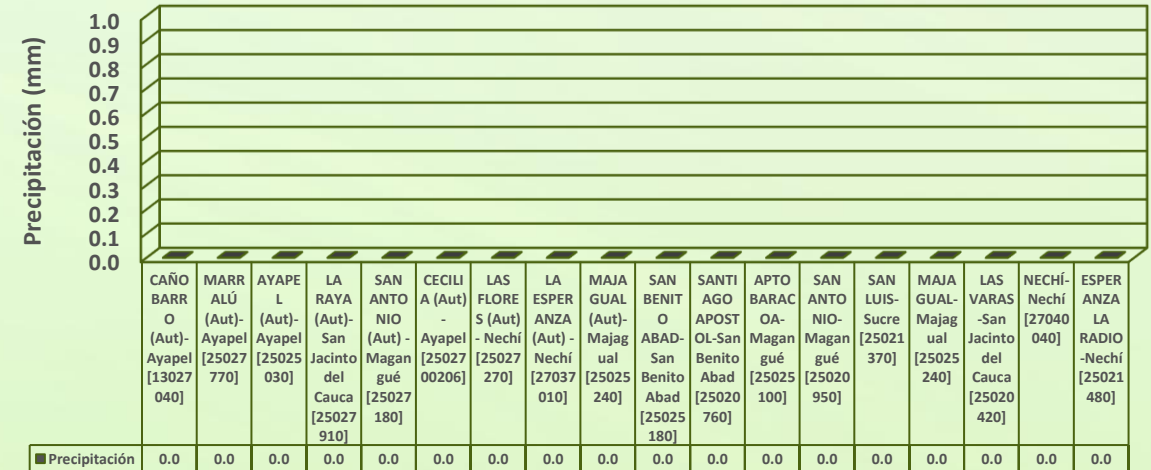 Precipitación (mm)
1.0
0.9
0.8
0.7
0.6
0.5
0.4
0.3
0.2
0.1
0.0
CAÑO
BARR
O
(Aut)-
Ayapel
[13027
040]
MARR
ALÚ
(Aut)-
Ayapel
[25027
770]
AYAPE
L
(Aut)-
Ayapel
[25025
030]
LA
RAYA
(Aut)-
San
Jacinto
del
Cauca
[25027
910]
SAN
ANTO
NIO
(Aut) -
Magan
gué
[25027
180]
CECILI
A (Aut)
-
Ayapel
[25027
00206]
LAS
FLORE
S (Aut)
- Nechí
[25027
270]
LA
ESPER
ANZA
(Aut) -
Nechí
[27037
010]
MAJA
GUAL
(Aut)-
Majag
ual
[25025
240]
SAN
BENIT
O
ABAD-
San
Benito
Abad
[25025
180]
SANTI
AGO
APOST
OL-San
Benito
Abad
[25020
760]
APTO
BARAC
OA-
Magan
gué
[25025
100]
SAN
ANTO
NIO-
Magan
gué
[25020
950]
SAN
LUIS-
Sucre
[25021
370]
MAJA
GUAL-
Majag
ual
[25025
240]
LAS
VARAS
-San
Jacinto
del
Cauca
[25020
420]
NECHÍ-
Nechí
[27040
040]
ESPER
ANZA
LA
RADIO
-Nechí
[25021
480]
Precipitación 0.0 0.0 0.0 0.0 0.0 0.0 0.0 0.0 0.0 0.0 0.0 0.0 0.0 0.0 0.0 0.0 0.0 0.0